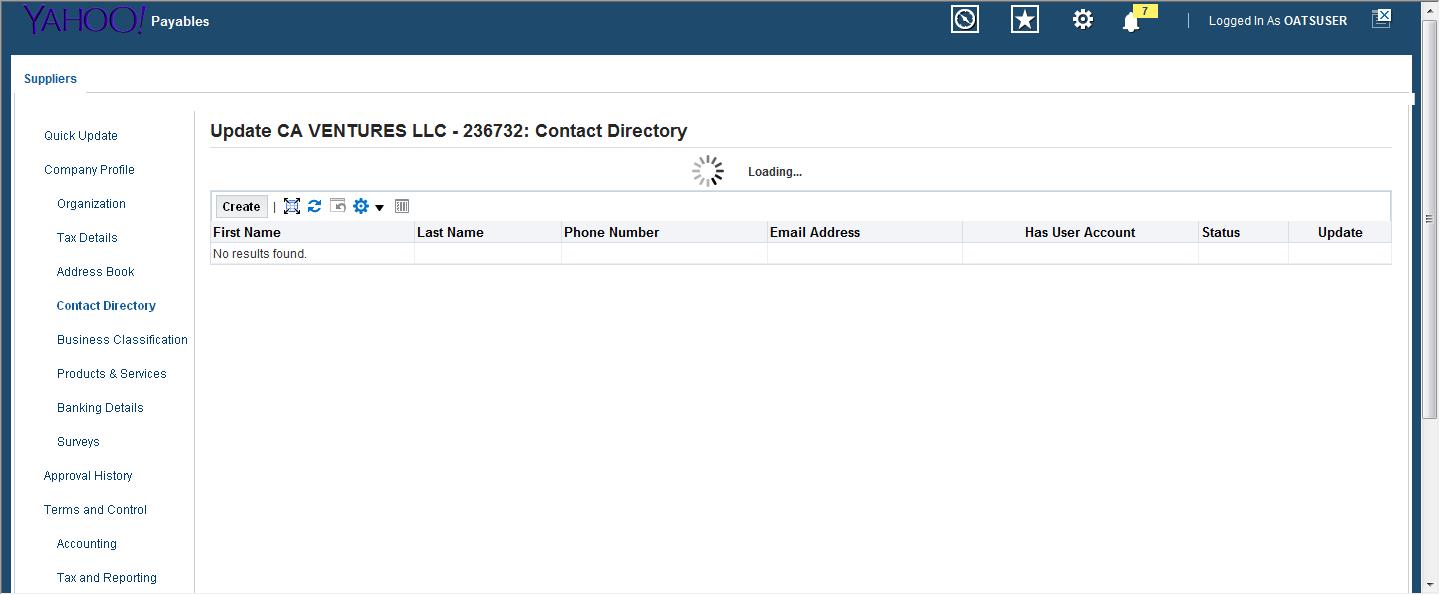 YAHOO! Payables
7
Logged In As OATSUSER
Suppliers
Quick Update
Company Profile
Organization
Tax Details
Address Book
Contact Directory
Business Classification
Products & Services
Banking Details
Surveys
Approval History
Terms and Control
Accounting
Tax and Reporting
Update CA VENTURES LLC - 236732: Contact Directory
Loading...
Create |
First Name Last Name Phone Number Email Address Has User Account Status Update
No results found.